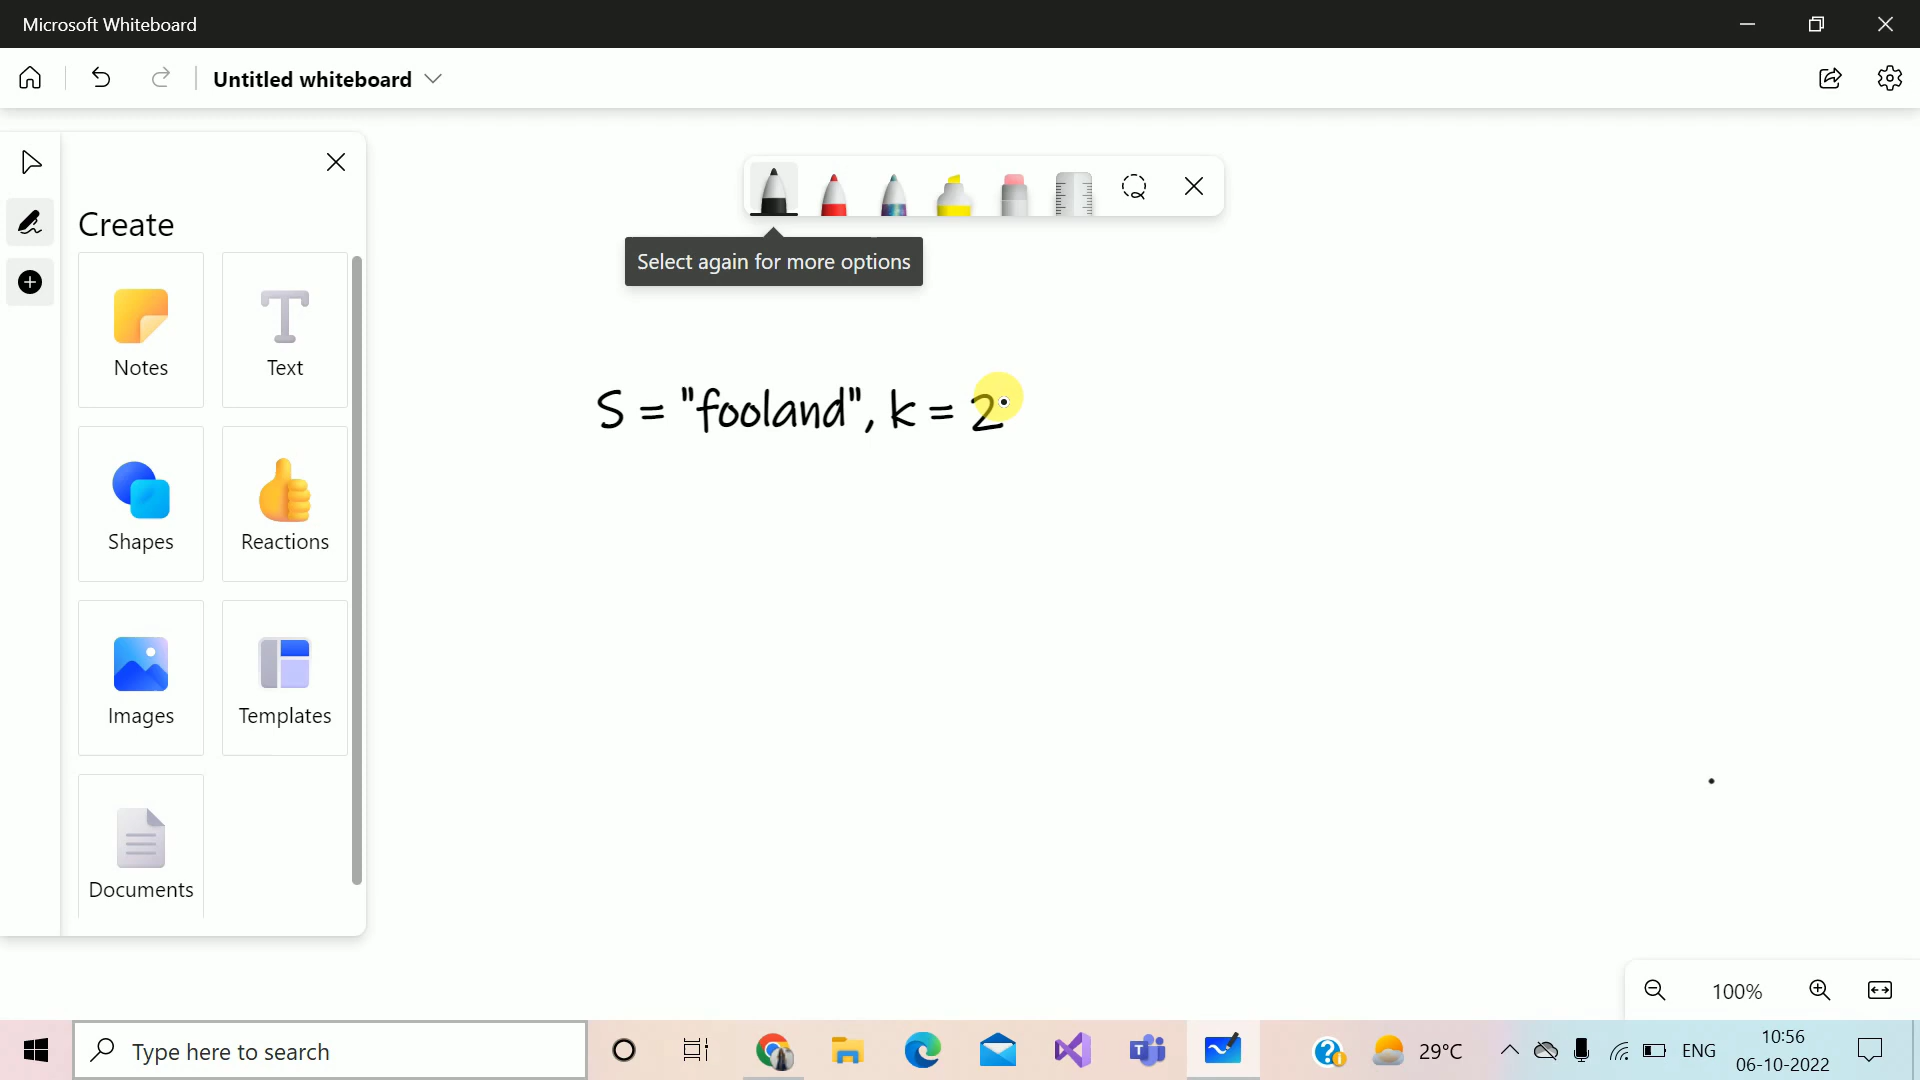 Microsoft Whiteboard
Untitled whiteboard
Create
Select again for more options
Notes
Text
S = "fooland", k = 2
Shapes
Reactions
Images
Templates
Documents
100%
Type here to search
29°C
ENG
10:56
06-10-2022